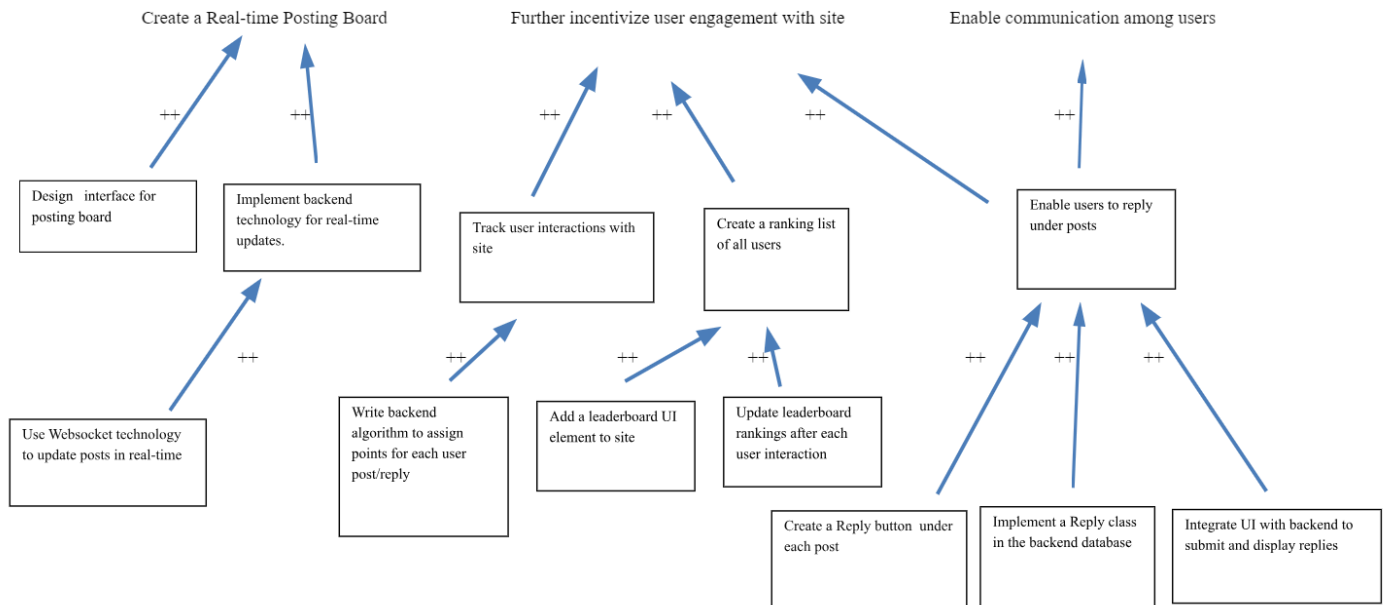 Create a Real-time Posting Board
Further incentivize user engagement with site
Enable communication among users
++
++
++
++
++
++
Design interface for
posting board
Implement backend
technology for real-time
updates.
Track user interactions with
site
Create a ranking list
of all users
Enable users to reply
under posts
++
++
++
++
++
++
++
Use Websocket technology
to update posts in real-time
Write backend
algorithm to assign
points for each user
post/reply
Add a leaderboard UI
element to site
Update leaderboard
rankings after each
user interaction
Create a Reply button under
each post
Implement a Reply class
in the backend database
Integrate UI with backend to
submit and display replies